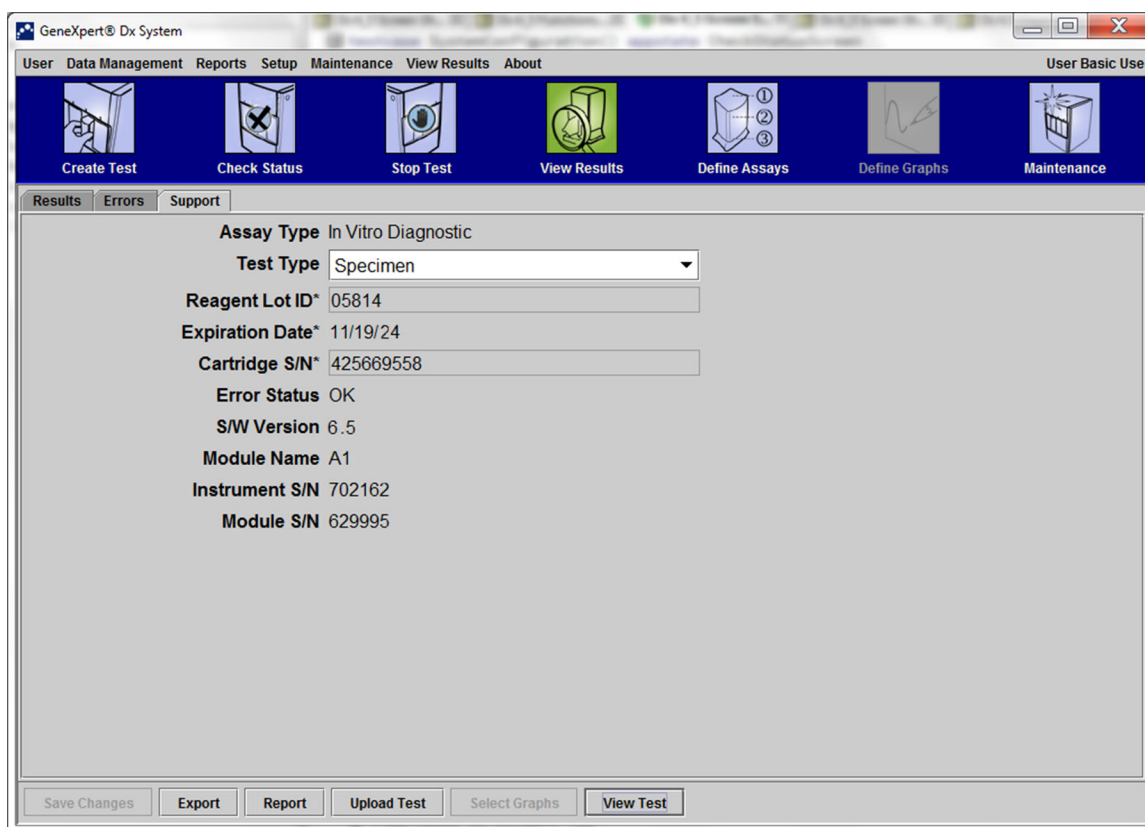 GeneXpert® Dx System
User Data Management Reports Setup Maintenance View Results About User Basic Use
Create Test Check Status Stop Test View Results Define Assays Define Graphs Maintenance
Results Errors Support
Assay Type In Vitro Diagnostic
Test Type Specimen
Reagent Lot ID* 05814
Expiration Date* 11/19/24
Cartridge S/N* 425669558
Error Status OK
S/W Version 6.5
Module Name A1
Instrument S/N 702162
Module S/N 629995
Save Changes Export Report Upload Test Select Graphs View Test